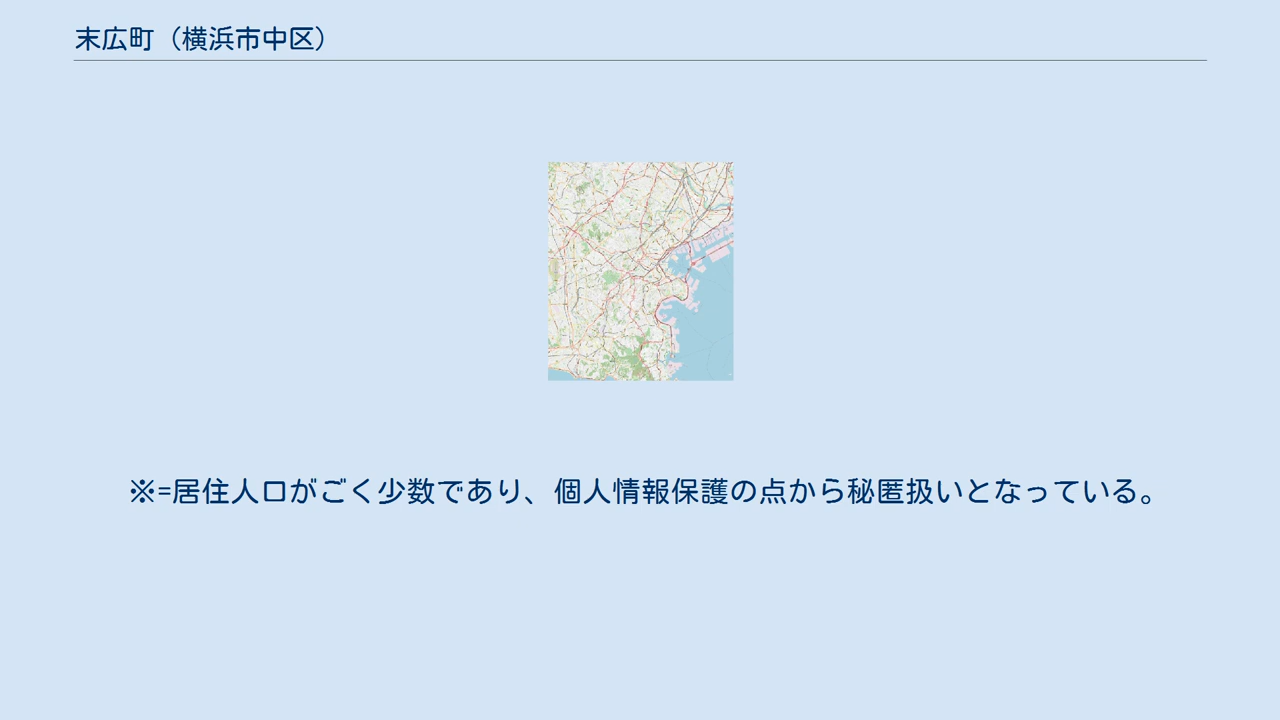 末広町（横浜市中区）
※=居住人口がごく少数であり、個人情報保護の点から秘匿扱いとなっている。